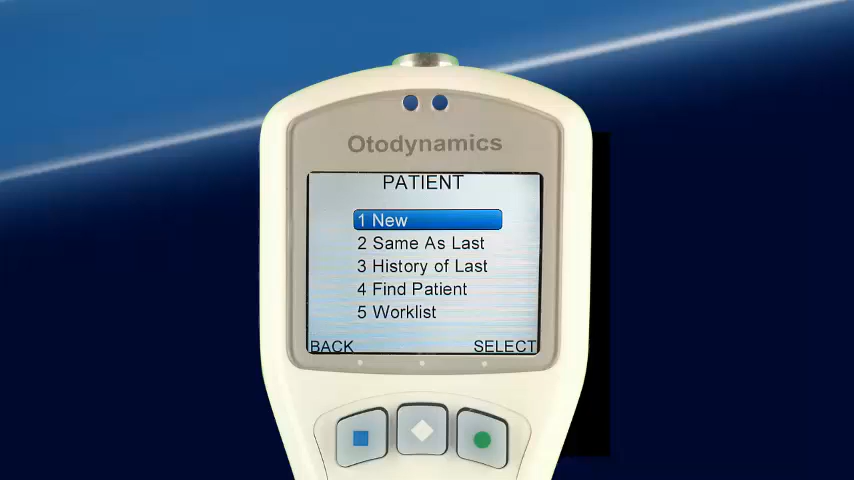 Otodynamics
PATIENT
1 New
2 Same As Last
3 History of Last
4 Find Patient
5 Worklist
BACK SELECT